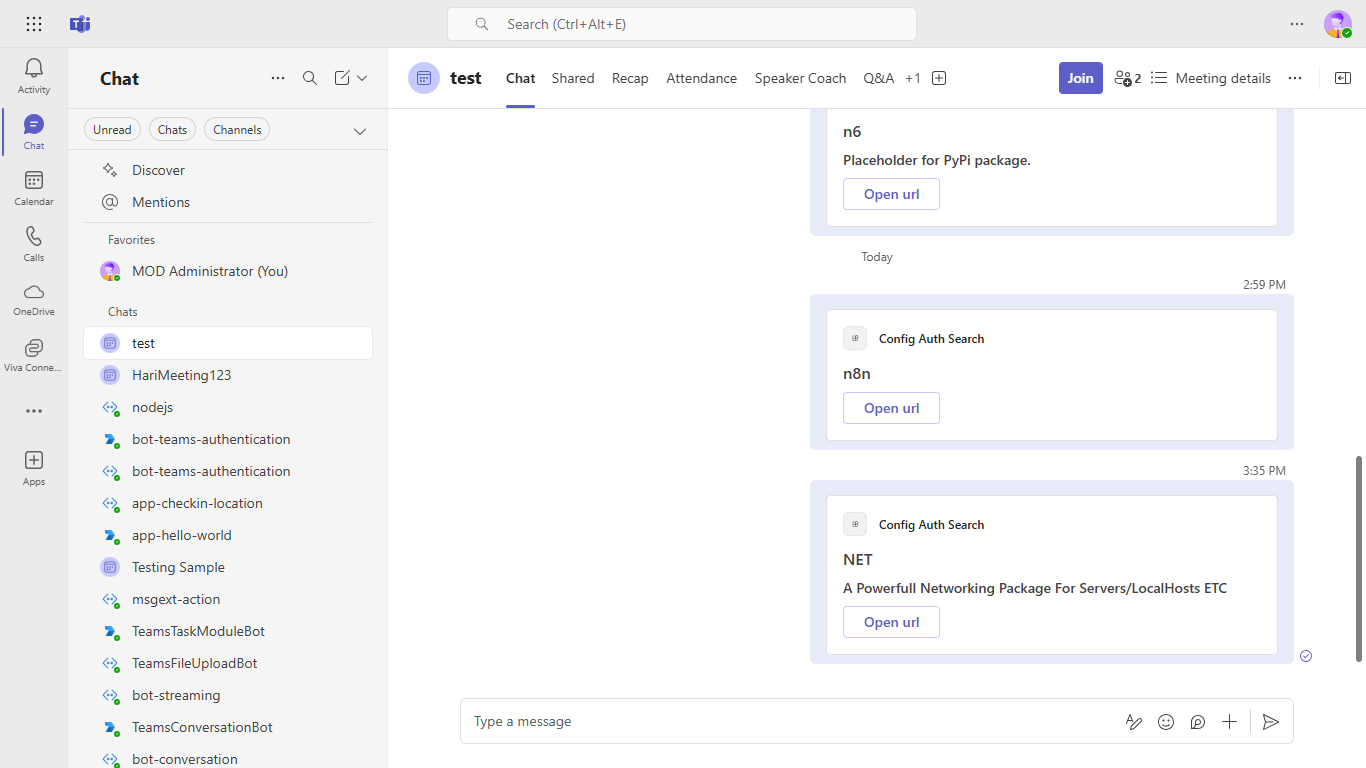 Search (Ctrl+Alt+E)
Activity
Chat
Calendar
Calls
OneDrive
Viva Conne...
Apps
Chat
Unread
Chats
Channels
Discover
Mentions
Favorites
MOD Administrator (You)
Chats
test
HariMeeting123
nodejs
bot-teams-authentication
bot-teams-authentication
app-checkin-location
app-hello-world
Testing Sample
msgext-action
TeamsTaskModuleBot
TeamsFileUploadBot
bot-streaming
TeamsConversationBot
bot-conversation
test Chat Shared Recap Attendance Speaker Coach Q&A +1
Join 2 Meeting details
n6
Placeholder for PyPi package.
Open url
Today
2:59 PM
Config Auth Search
n8n
Open url
3:35 PM
Config Auth Search
NET
A Powerfull Networking Package For Servers/LocalHosts ETC
Open url
Type a message